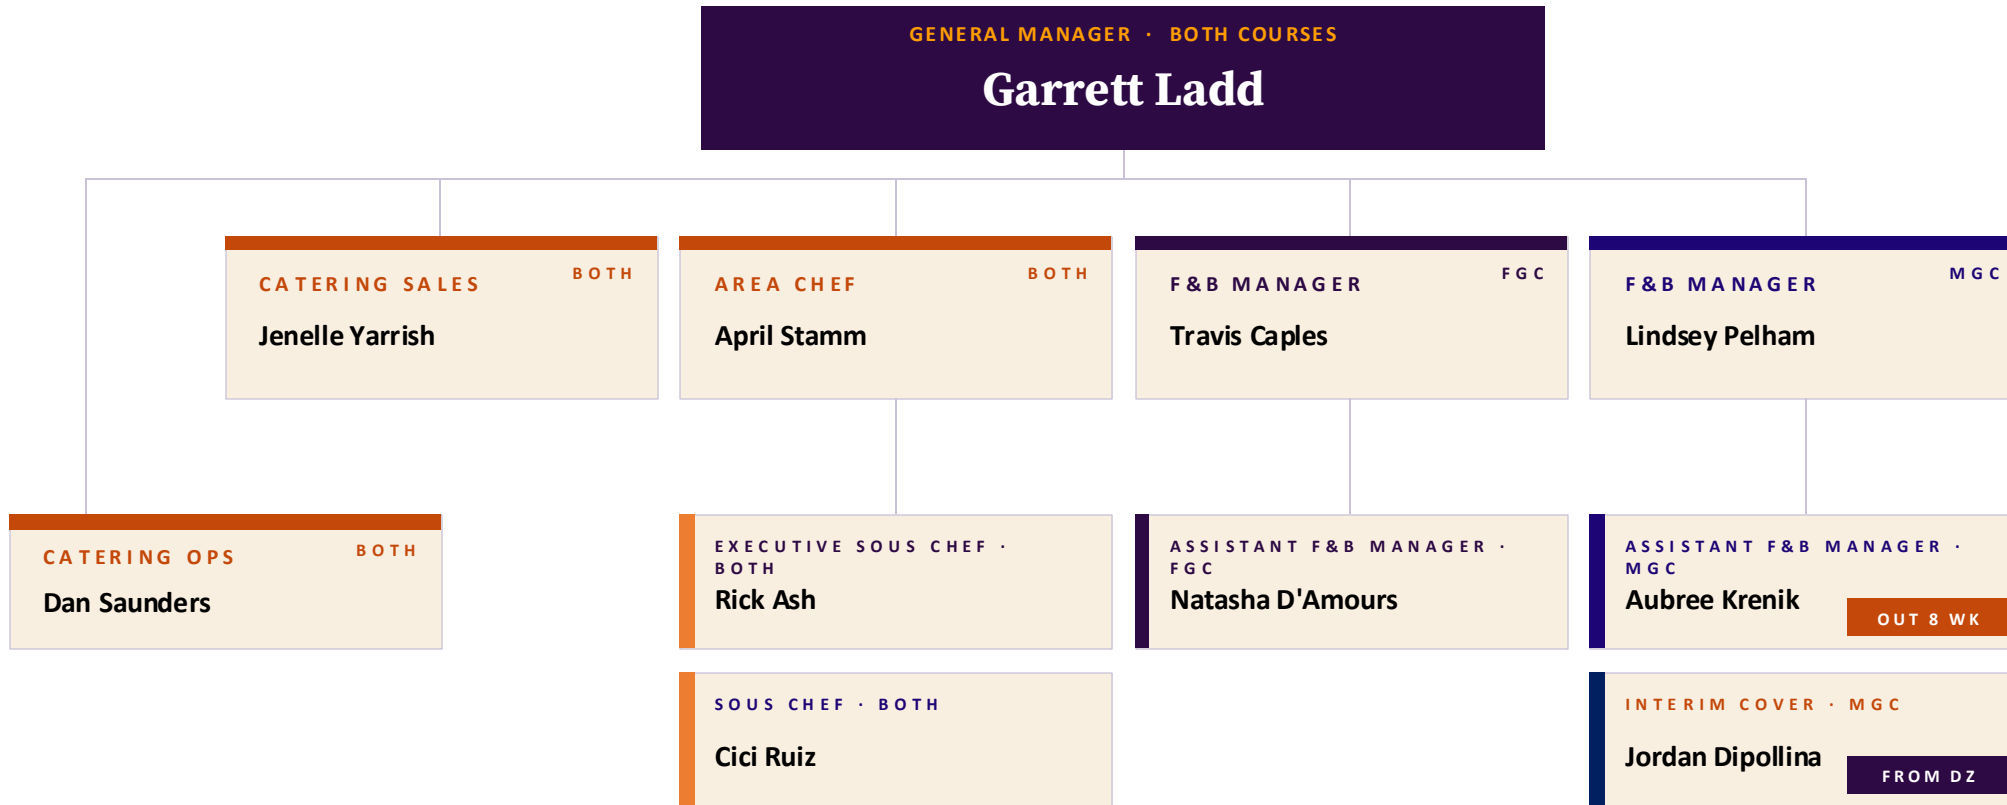 GENERAL MANAGER · BOTH COURSES
Garrett Ladd
CATERING SALES
BOTH
Jenelle Yarrish
AREA CHEF
BOTH
April Stamm
F&B MANAGER
FGC
Travis Caples
F&B MANAGER
MGC
Lindsey Pelham
CATERING OPS
BOTH
Dan Saunders
EXECUTIVE SOUS CHEF ·
BOTH
Rick Ash
ASSISTANT F&B MANAGER ·
FGC
Natasha D'Amours
ASSISTANT F&B MANAGER ·
MGC
Aubree Krenik
OUT 8 WK
SOUS CHEF · BOTH
Cici Ruiz
INTERIM COVER · MGC
Jordan Dipollina
FROM DZ